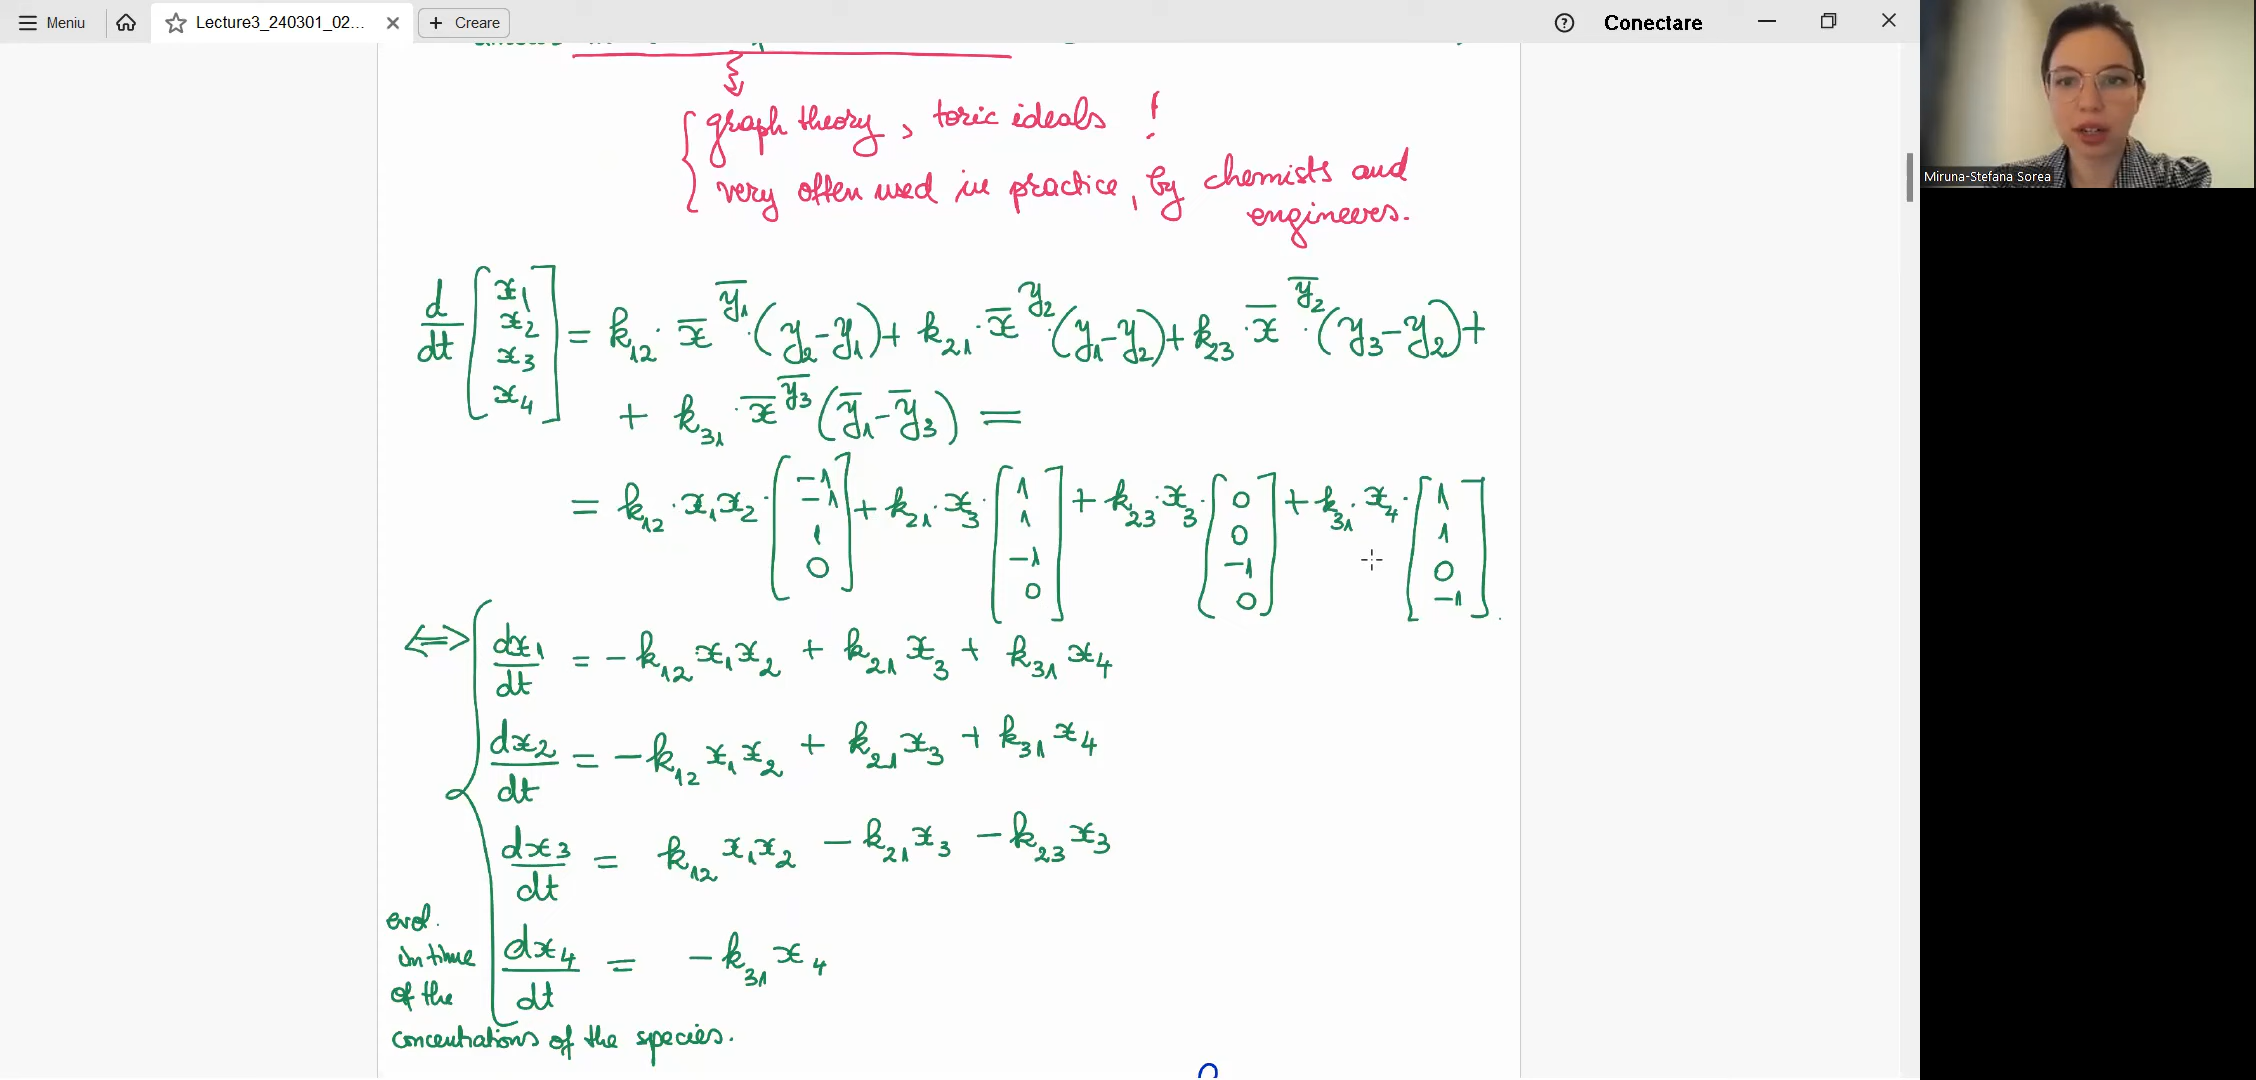 Meniu
Lecture3_240301_02...
+ Creare
Conectare
Miruna-Stefana Sorea
graph theory, toric ideals !
very often used in practice, by chemists and
engineers.
d/dt [x₁ x₂ x₃ x₄] = k₁₂ · x̄^ȳ₁ · (y₂ - y₁) + k₂₁ · x̄^y₂ · (y₁ - y₂) + k₂₃ · x̄^ȳ₂ · (y₃ - y₂) +
+ k₃₁ · x̄^ȳ₃ (ȳ₁ - ȳ₃) =
= k₁₂ · x₁x₂ · [-1 -1 1 0] + k₂₁ · x₃ · [1 1 -1 0] + k₂₃ · x₃ · [0 0 -1 0] + k₃₁ · x₄ · [1 1 0 -1].
⟺ { dx₁/dt = -k₁₂ x₁x₂ + k₂₁ x₃ + k₃₁ x₄
dx₂/dt = -k₁₂ x₁x₂ + k₂₁ x₃ + k₃₁ x₄
dx₃/dt = k₁₂ x₁x₂ - k₂₁ x₃ - k₂₃ x₃
dx₄/dt = -k₃₁ x₄
evol.
in time
of the
concentrations of the species.